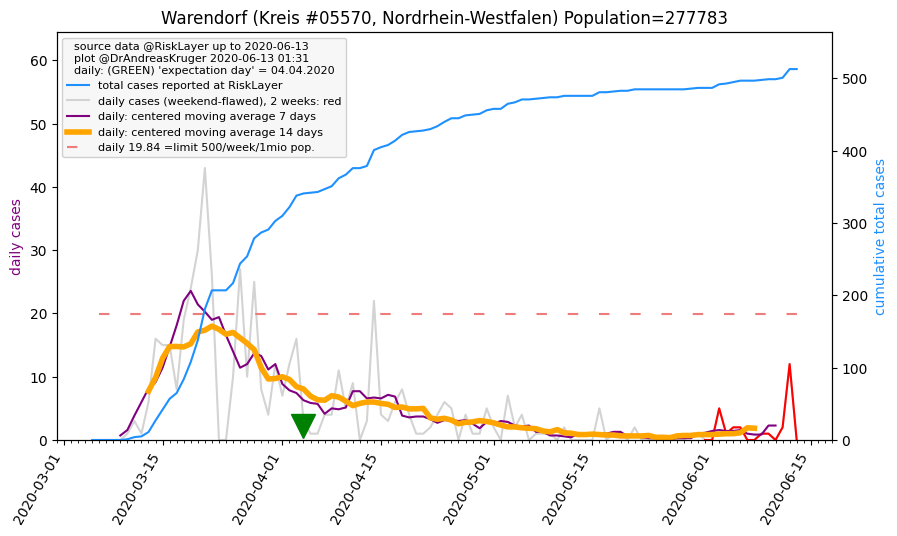 Warendorf (Kreis #05570, Nordrhein-Westfalen) Population=277783
source data @RiskLayer up to 2020-06-13
plot @DrAndreasKruger 2020-06-13 01:31
daily: (GREEN) 'expectation day' = 04.04.2020
total cases reported at RiskLayer
daily cases (weekend-flawed), 2 weeks: red
daily: centered moving average 7 days
daily: centered moving average 14 days
daily 19.84 =limit 500/week/1mio pop.
daily cases
60
50
40
30
20
10
0
cumulative total cases
500
400
300
200
100
0
2020-03-01
2020-03-15
2020-04-01
2020-04-15
2020-05-01
2020-05-15
2020-06-01
2020-06-15